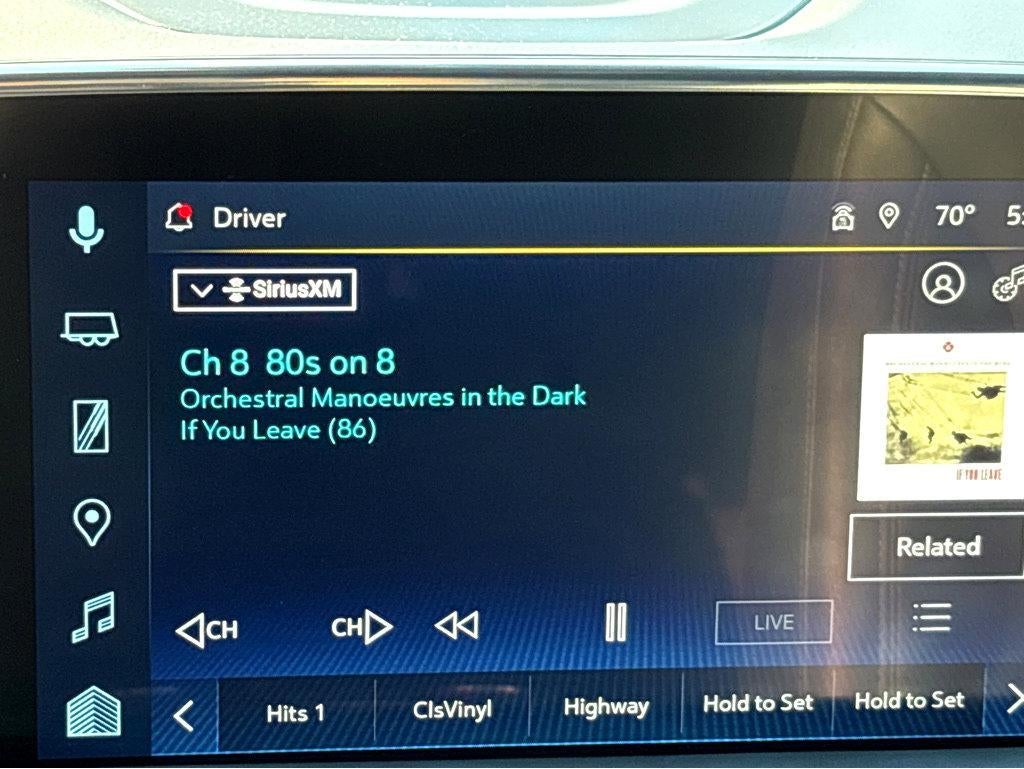 Driver
70° 5:
SiriusXM
Ch 8 80s on 8
Orchestral Manoeuvres in the Dark
If You Leave (86)
IF YOU LEAVE
Related
CH
CH
LIVE
Hits 1
ClsVinyl
Highway
Hold to Set
Hold to Set